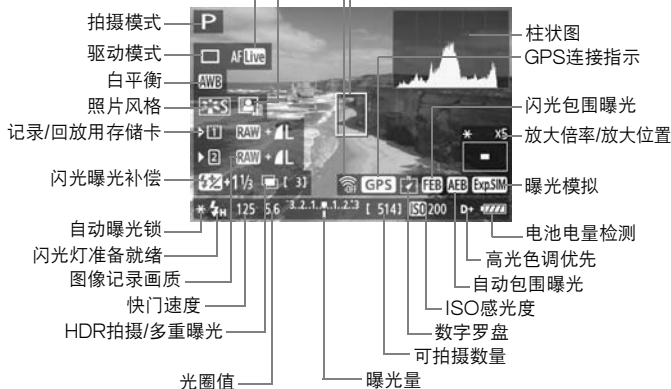 拍摄模式
驱动模式
白平衡
照片风格
记录/回放用存储卡
闪光曝光补偿
自动曝光锁
闪光灯准备就绪
图像记录画质
快门速度
HDR拍摄/多重曝光
光圈值
P
AF Live
AWB
S
1 RAW + L
2 RAW + L
+1 1/3 [ 3]
GPS FEB AEB Exp.SIM
* X5
* H 125 5.6 3..2..1..0..1..2..3 [ 514] ISO 200 D+
柱状图
GPS连接指示
闪光包围曝光
放大倍率/放大位置
曝光模拟
电池电量检测
高光色调优先
自动包围曝光
ISO感光度
数字罗盘
可拍摄数量
曝光量